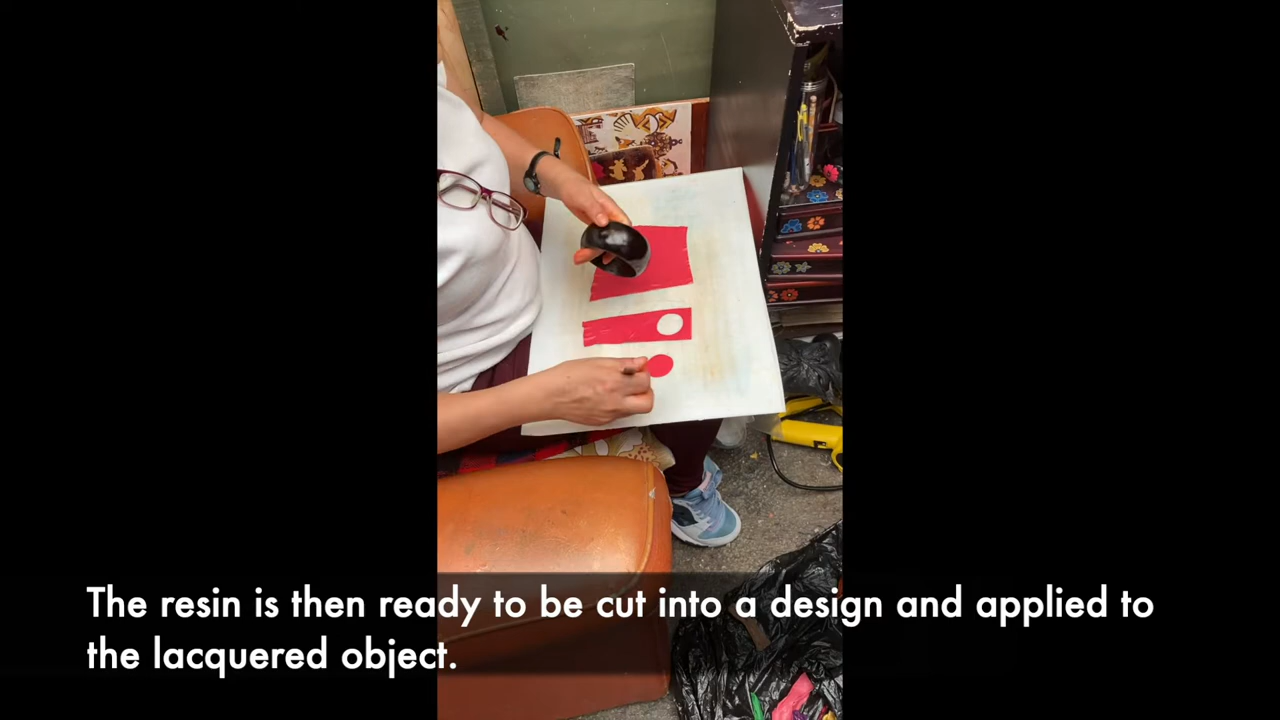 The resin is then ready to be cut into a design and applied to
the lacquered object.